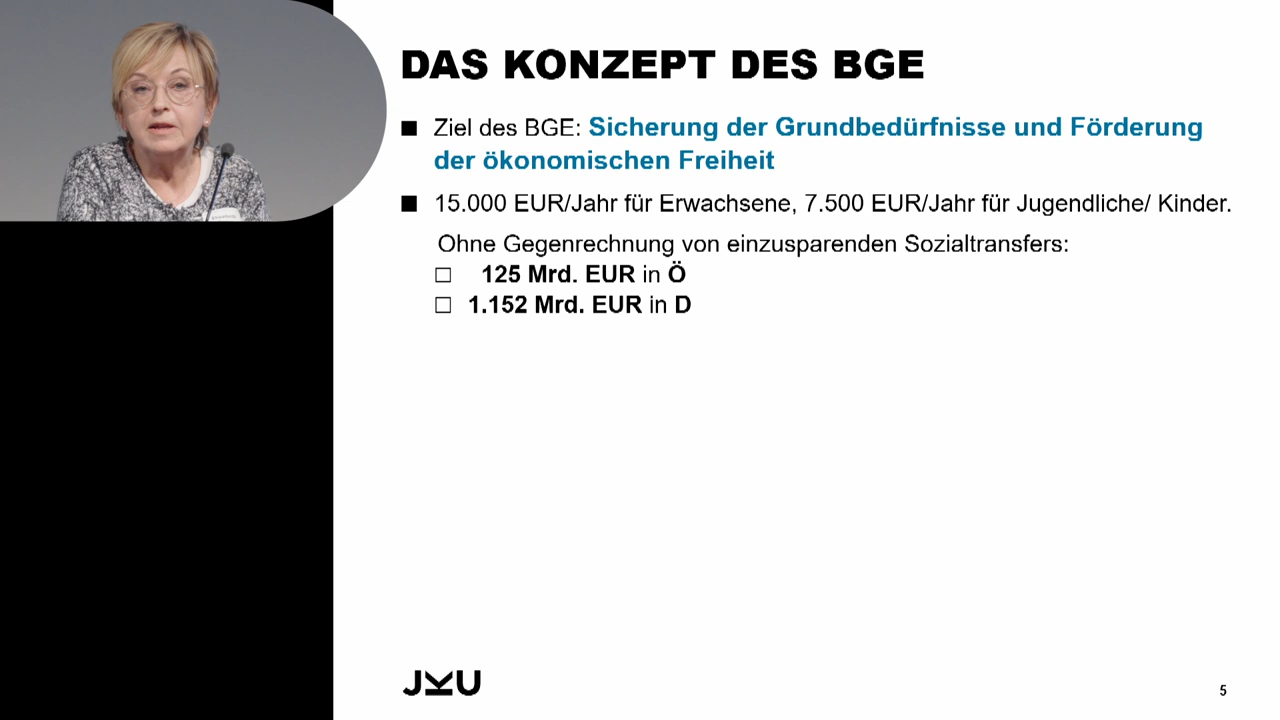 DAS KONZEPT DES BGE
■ Ziel des BGE: Sicherung der Grundbedürfnisse und Förderung
der ökonomischen Freiheit
■ 15.000 EUR/Jahr für Erwachsene, 7.500 EUR/Jahr für Jugendliche/ Kinder.
Ohne Gegenrechnung von einzusparenden Sozialtransfers:
☐ 125 Mrd. EUR in Ö
☐ 1.152 Mrd. EUR in D
JKU
5